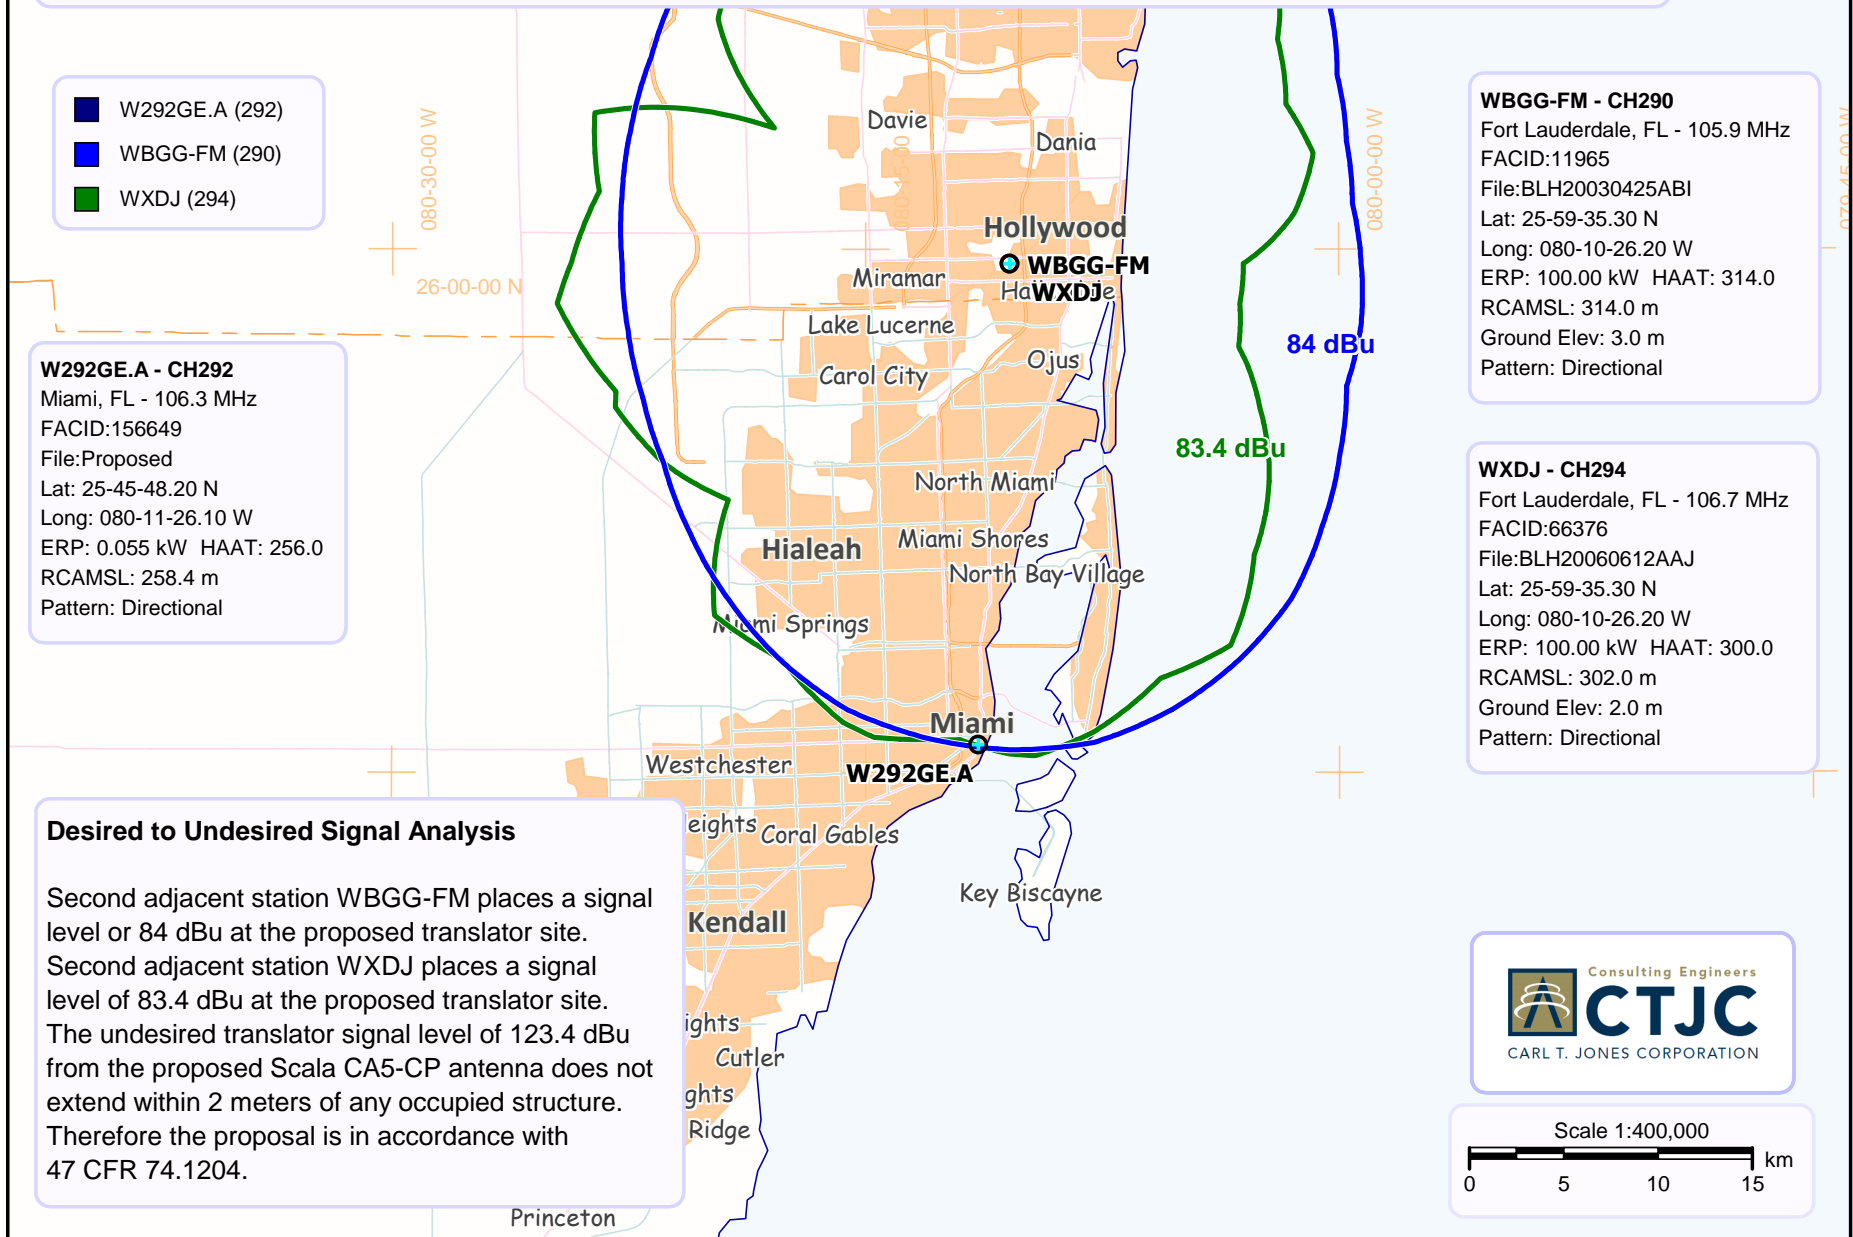 W292GE.A (292)
WBGG-FM (290)
WXDJ (294)
080-30-00 W
080-00-00 W
26-00-00 N
Davie
Dania
Hollywood
WBGG-FM
WXDJ
Miramar
Lake Lucerne
Ojus
Carol City
84 dBu
83.4 dBu
North Miami
Hialeah
Miami Shores
North Bay Village
Miami Springs
Miami
W292GE.A
Westchester
eights
Coral Gables
Key Biscayne
Kendall
ights
Cutler
ghts
Ridge
Princeton
WBGG-FM - CH290
Fort Lauderdale, FL - 105.9 MHz
FACID:11965
File:BLH20030425ABI
Lat: 25-59-35.30 N
Long: 080-10-26.20 W
ERP: 100.00 kW  HAAT: 314.0
RCAMSL: 314.0 m
Ground Elev: 3.0 m
Pattern: Directional
W292GE.A - CH292
Miami, FL - 106.3 MHz
FACID:156649
File:Proposed
Lat: 25-45-48.20 N
Long: 080-11-26.10 W
ERP: 0.055 kW  HAAT: 256.0
RCAMSL: 258.4 m
Pattern: Directional
WXDJ - CH294
Fort Lauderdale, FL - 106.7 MHz
FACID:66376
File:BLH20060612AAJ
Lat: 25-59-35.30 N
Long: 080-10-26.20 W
ERP: 100.00 kW  HAAT: 300.0
RCAMSL: 302.0 m
Ground Elev: 2.0 m
Pattern: Directional
Desired to Undesired Signal Analysis
Second adjacent station WBGG-FM places a signal
level or 84 dBu at the proposed translator site.
Second adjacent station WXDJ places a signal
level of 83.4 dBu at the proposed translator site.
The undesired translator signal level of 123.4 dBu
from the proposed Scala CA5-CP antenna does not
extend within 2 meters of any occupied structure.
Therefore the proposal is in accordance with
47 CFR 74.1204.
Consulting Engineers
CTJC
CARL T. JONES CORPORATION
Scale 1:400,000
km
0 5 10 15